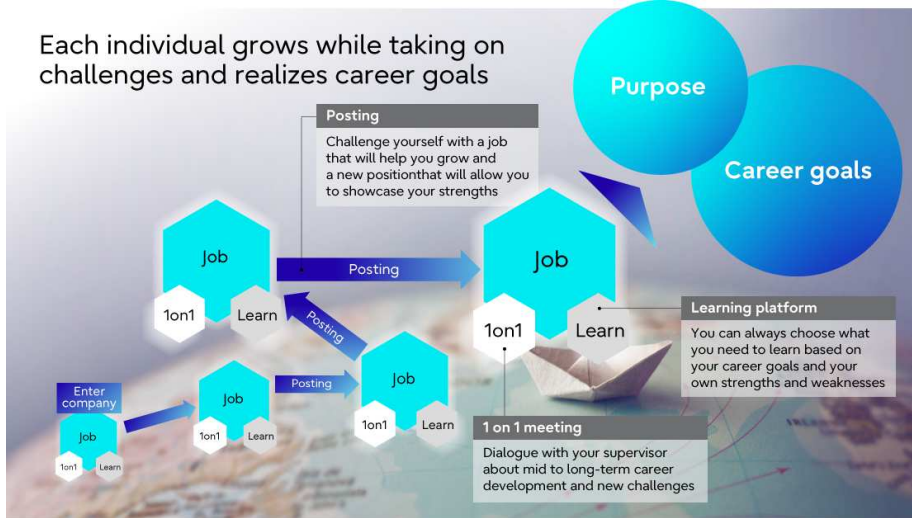 Each individual grows while taking on
challenges and realizes career goals
Purpose
Career goals
Posting
Challenge yourself with a job
that will help you grow and
a new positionthat will allow you
to showcase your strengths
Job
1on1
Learn
Posting
Job
1on1
Learn
Learning platform
You can always choose what
you need to learn based on
your career goals and your
own strengths and weaknesses
Posting
Enter
company
Job
1on1
Learn
Job
1on1
Learn
Posting
Job
1on1
Learn
1 on 1 meeting
Dialogue with your supervisor
about mid to long-term career
development and new challenges